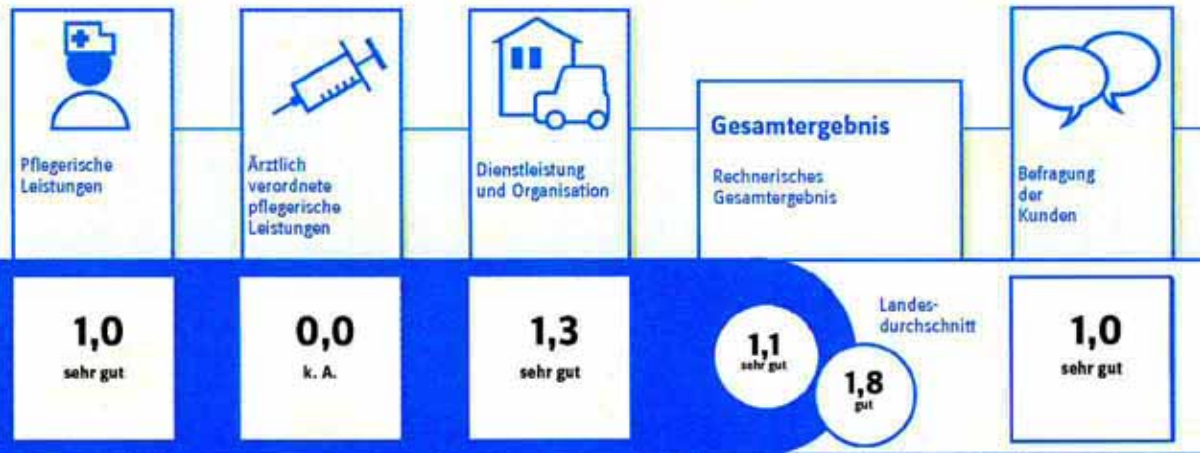 Pflegerische
Leistungen
Ärztlich
verordnete
pflegerische
Leistungen
Dienstleistung
und Organisation
Gesamtergebnis
Rechnerisches
Gesamtergebnis
Befragung
der
Kunden
1,0
sehr gut
0,0
k. A.
1,3
sehr gut
1,1
sehr gut
Landes-
durchschnitt
1,8
gut
1,0
sehr gut